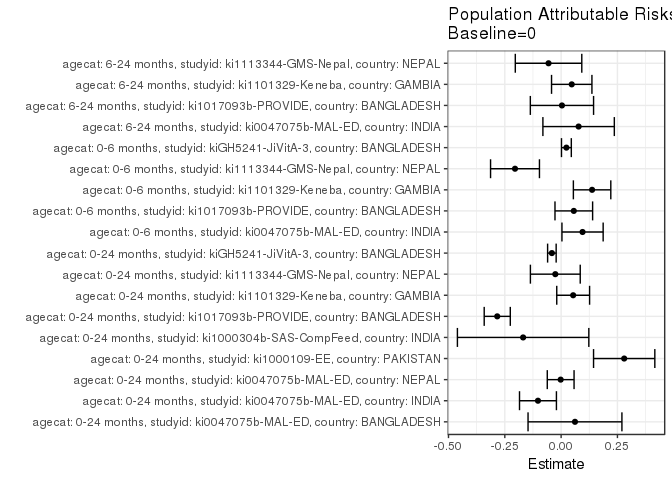 Population Attributable Risks
Baseline=0
agecat: 6-24 months, studyid: ki1113344-GMS-Nepal, country: NEPAL
agecat: 6-24 months, studyid: ki1101329-Keneba, country: GAMBIA
agecat: 6-24 months, studyid: ki1017093b-PROVIDE, country: BANGLADESH
agecat: 6-24 months, studyid: ki0047075b-MAL-ED, country: INDIA
agecat: 0-6 months, studyid: kiGH5241-JiVitA-3, country: BANGLADESH
agecat: 0-6 months, studyid: ki1113344-GMS-Nepal, country: NEPAL
agecat: 0-6 months, studyid: ki1101329-Keneba, country: GAMBIA
agecat: 0-6 months, studyid: ki1017093b-PROVIDE, country: BANGLADESH
agecat: 0-6 months, studyid: ki0047075b-MAL-ED, country: INDIA
agecat: 0-24 months, studyid: kiGH5241-JiVitA-3, country: BANGLADESH
agecat: 0-24 months, studyid: ki1113344-GMS-Nepal, country: NEPAL
agecat: 0-24 months, studyid: ki1101329-Keneba, country: GAMBIA
agecat: 0-24 months, studyid: ki1017093b-PROVIDE, country: BANGLADESH
agecat: 0-24 months, studyid: ki1000304b-SAS-CompFeed, country: INDIA
agecat: 0-24 months, studyid: ki1000109-EE, country: PAKISTAN
agecat: 0-24 months, studyid: ki0047075b-MAL-ED, country: NEPAL
agecat: 0-24 months, studyid: ki0047075b-MAL-ED, country: INDIA
agecat: 0-24 months, studyid: ki0047075b-MAL-ED, country: BANGLADESH
-0.50 -0.25 0.00 0.25
Estimate